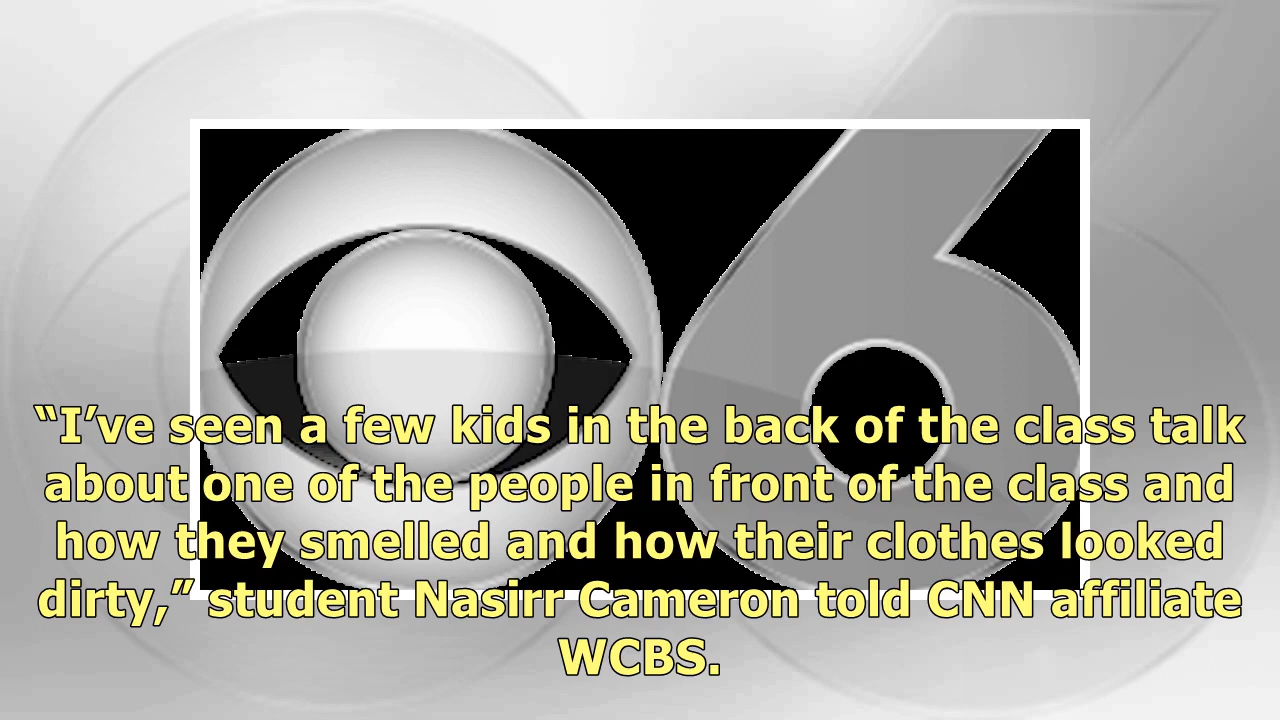 6
“I’ve seen a few kids in the back of the class talk
about one of the people in front of the class and
how they smelled and how their clothes looked
dirty,” student Nasirr Cameron told CNN affiliate
WCBS.